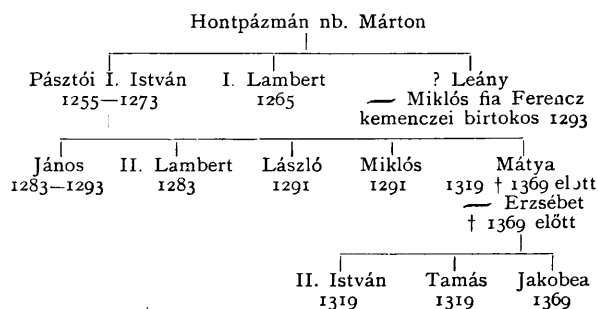 Hontpázmán nb. Márton
Pásztói I. István I. Lambert ? Leány
1255—1273 1265 — Miklós fia Ferencz
kemenczei birtokos 1293
János II. Lambert László Miklós Mátya
1283—1293 1283 1291 1291 1319 † 1369 előtt
— Erzsébet
† 1369 előtt
II. István Tamás Jakobea
1319 1319 1369